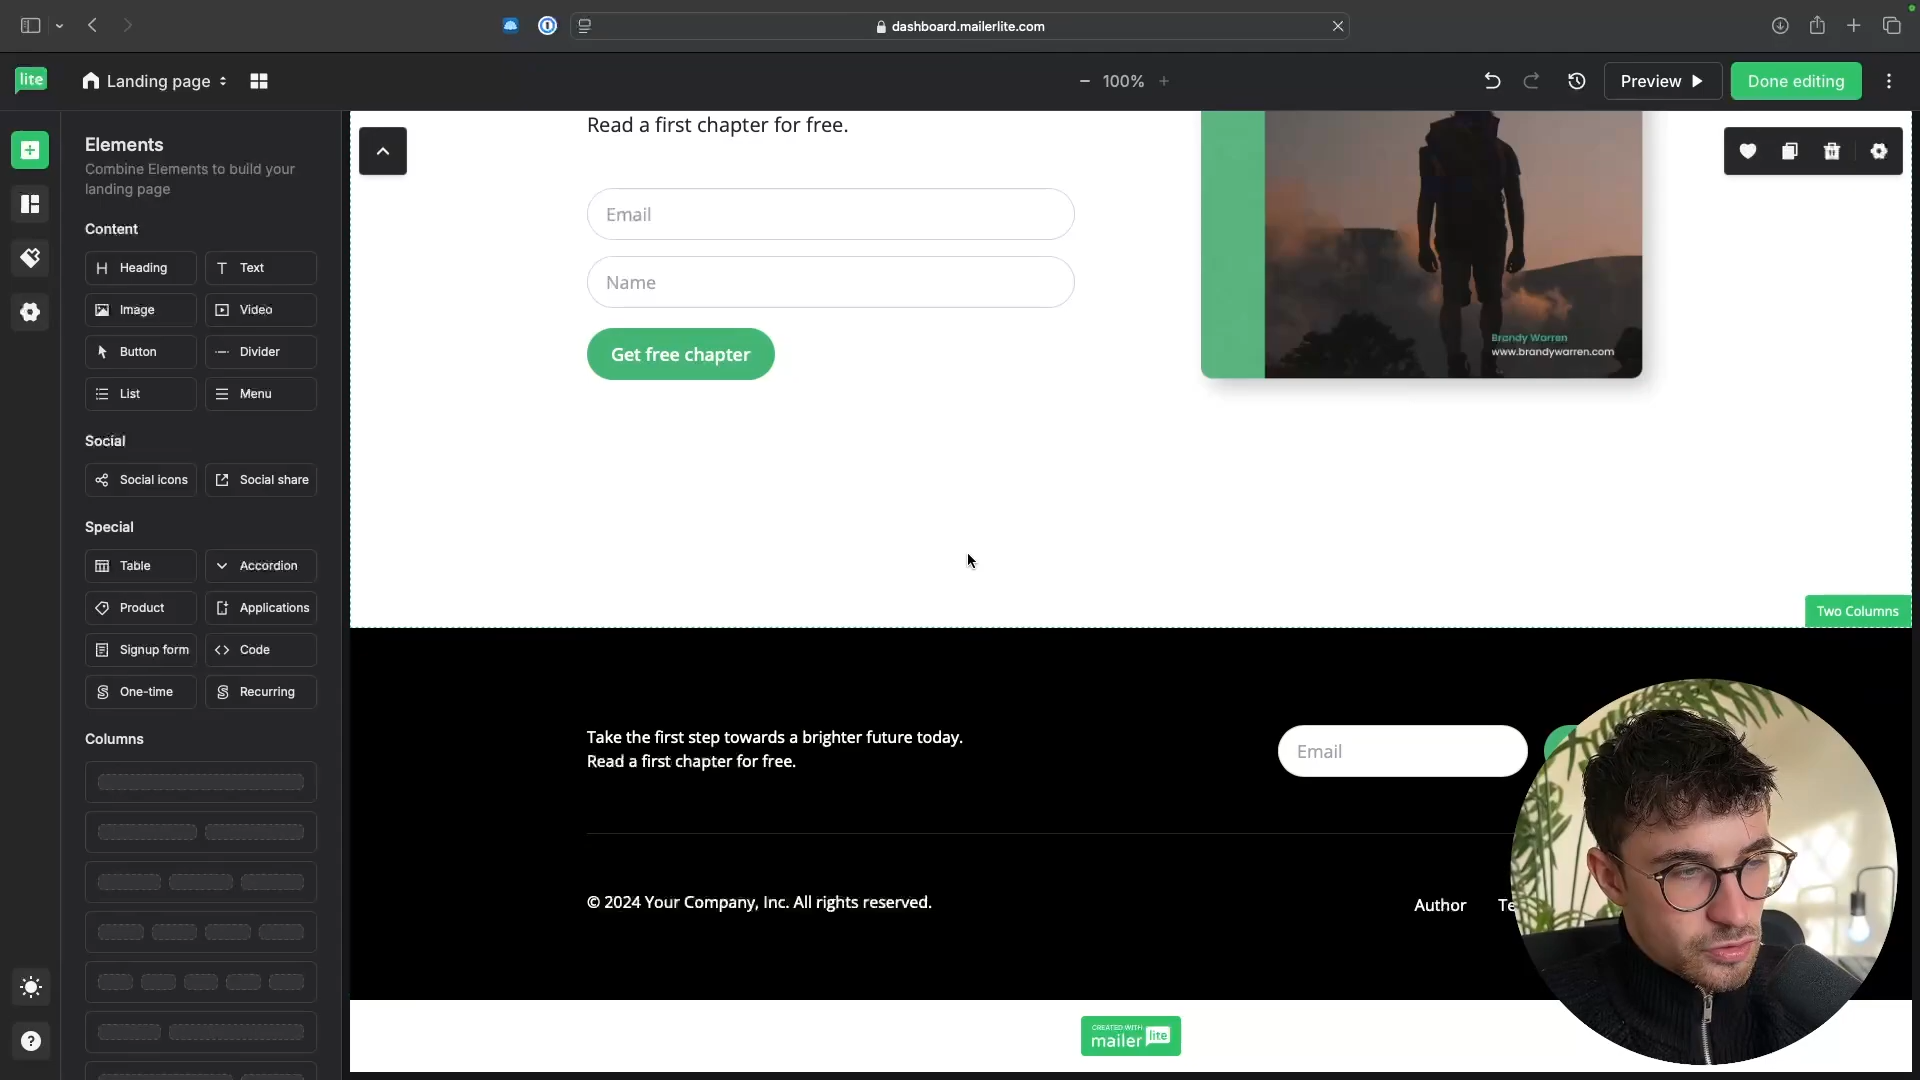 dashboard.mailerlite.com
lite
Landing page
100%
Preview
Done editing
Elements
Combine Elements to build your
landing page
Content
Heading
Text
Image
Video
Button
Divider
List
Menu
Social
Social icons
Social share
Special
Table
Accordion
Product
Applications
Signup form
Code
One-time
Recurring
Columns
Read a first chapter for free.
Email
Name
Get free chapter
Brandy Warren
www.brandywarren.com
Two Columns
Take the first step towards a brighter future today.
Read a first chapter for free.
Email
© 2024 Your Company, Inc. All rights reserved.
Author
CREATED WITH
mailer lite